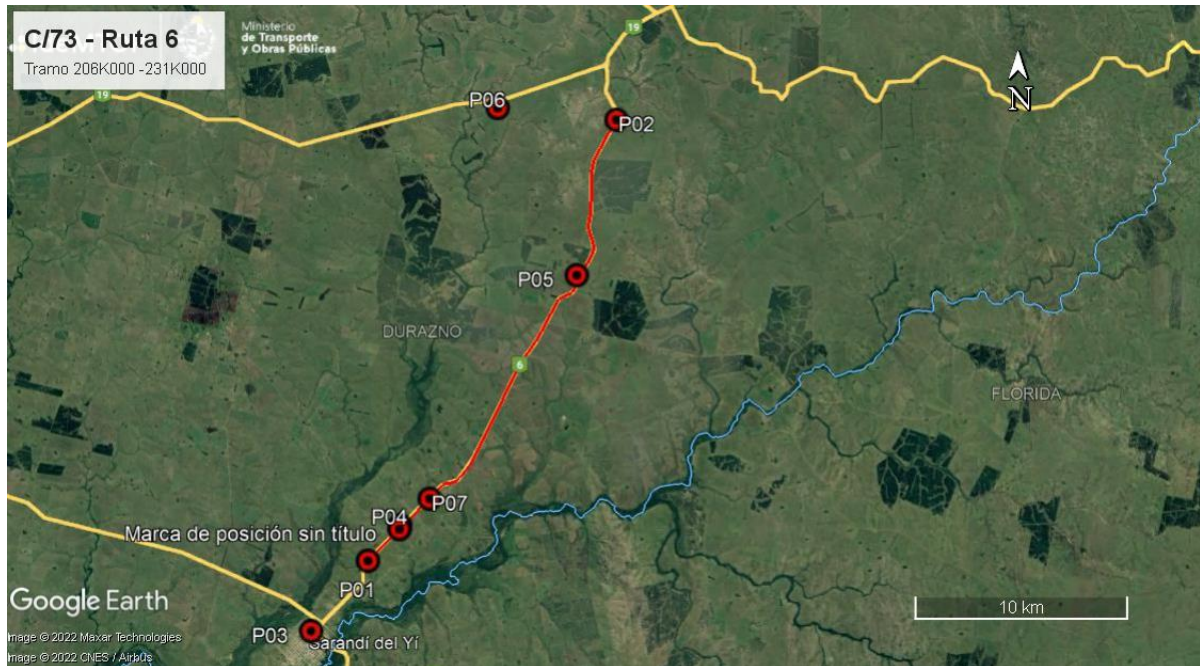 C/73 - Ruta 6
Tramo 206K000 -231K000
Ministerio
de Transporte
y Obras Públicas
19
19
N
P06
P02
P05
DURAZNO
6
FLORIDA
P07
P04
Marca de posición sin título
P01
Google Earth
10 km
P03
Sarandí del Yí
Image © 2022 Maxar Technologies
Image © 2022 CNES / Airbus